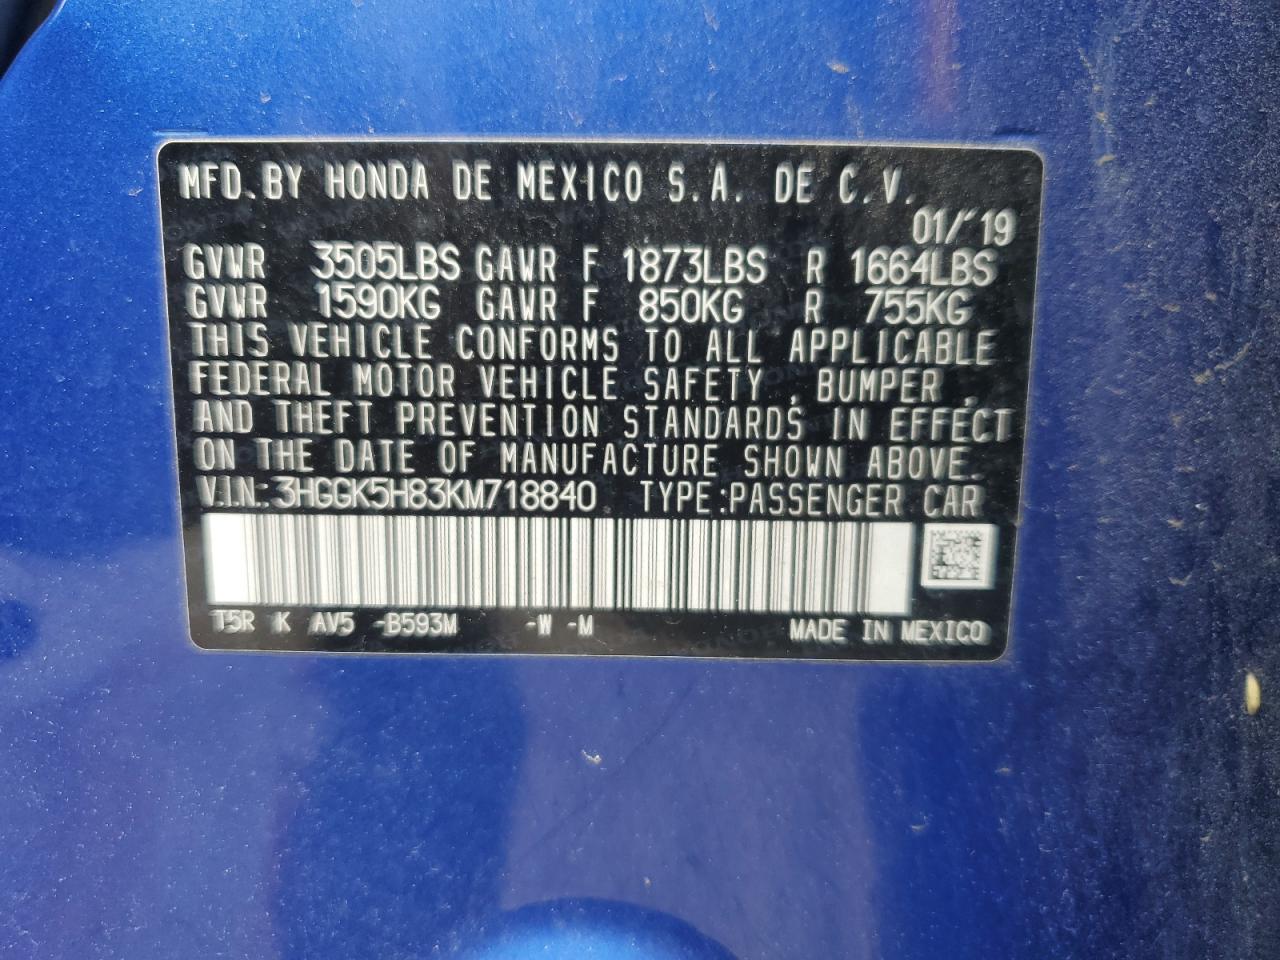 MFD. BY HONDA DE MEXICO S.A. DE C.V.
01/'19
GVWR 3505LBS GAWR F 1873LBS R 1664LBS
GVWR 1590KG GAWR F 850KG R 755KG
THIS VEHICLE CONFORMS TO ALL APPLICABLE
FEDERAL MOTOR VEHICLE SAFETY, BUMPER,
AND THEFT PREVENTION STANDARDS IN EFFECT
ON THE DATE OF MANUFACTURE SHOWN ABOVE.
V.I.N.: 3HGGK5H83KM718840 TYPE:PASSENGER CAR
T5R K AV5 -B593M -W -M
MADE IN MEXICO